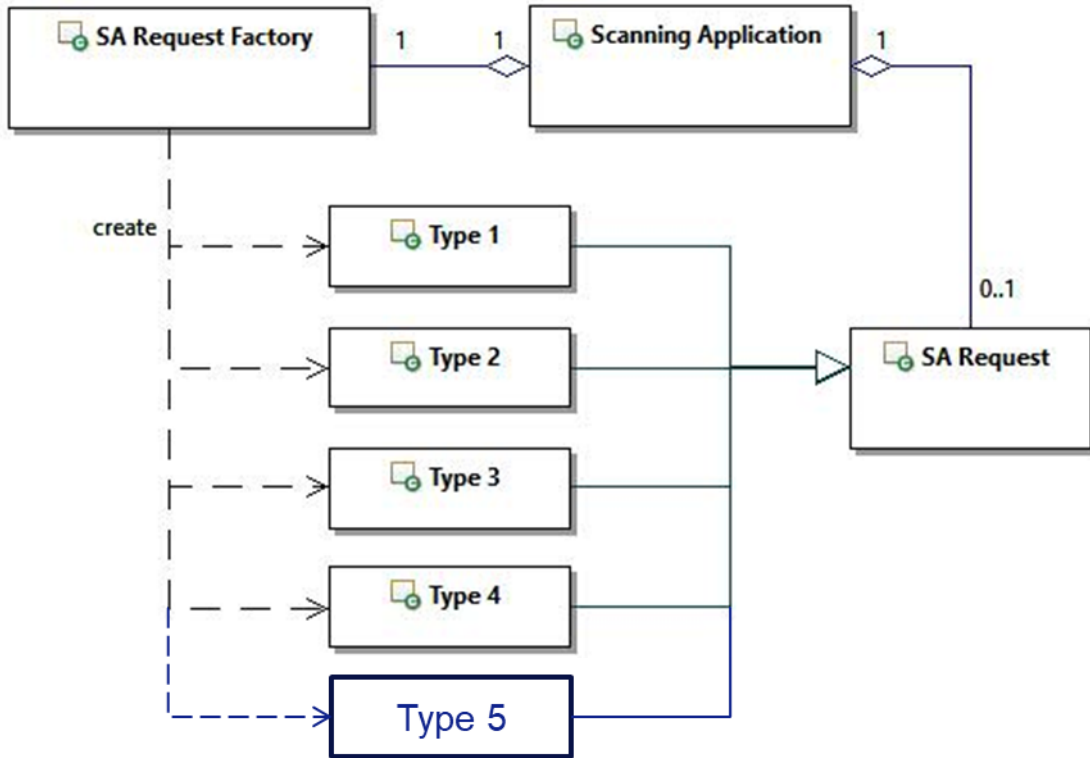 SA Request Factory
1
1
Scanning Application
1
create
Type 1
0..1
Type 2
SA Request
Type 3
Type 4
Type 5